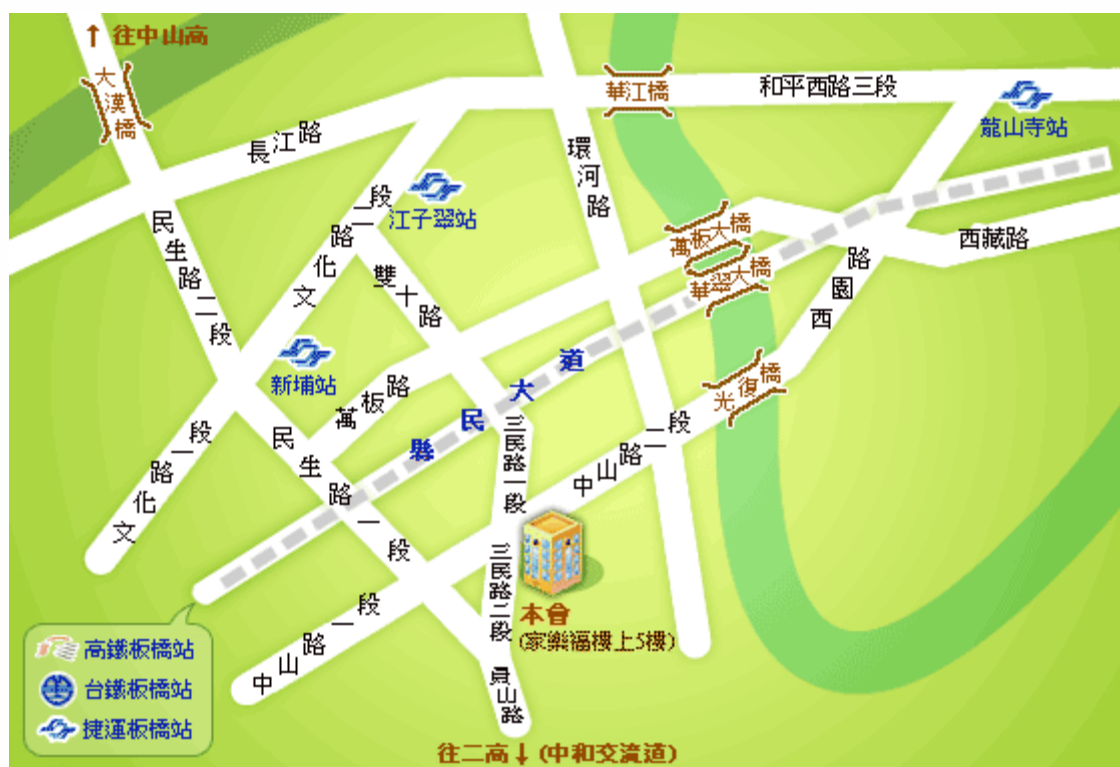 ↑ 往中山高
大漢橋
華江橋
和平西路三段
龍山寺站
長江路
環河路
江子翠站
文化路二段
民生路二段
雙十路
萬板大橋
華翠大橋
西藏路
西園路
新埔站
萬板路
縣民大道
光復橋
三民路一段
中山路二段
文化路一段
民生路一段
三民路二段
本會
(家樂福樓上5樓)
中山路一段
員山路
高鐵板橋站
台鐵板橋站
捷運板橋站
往二高↓(中和交流道)